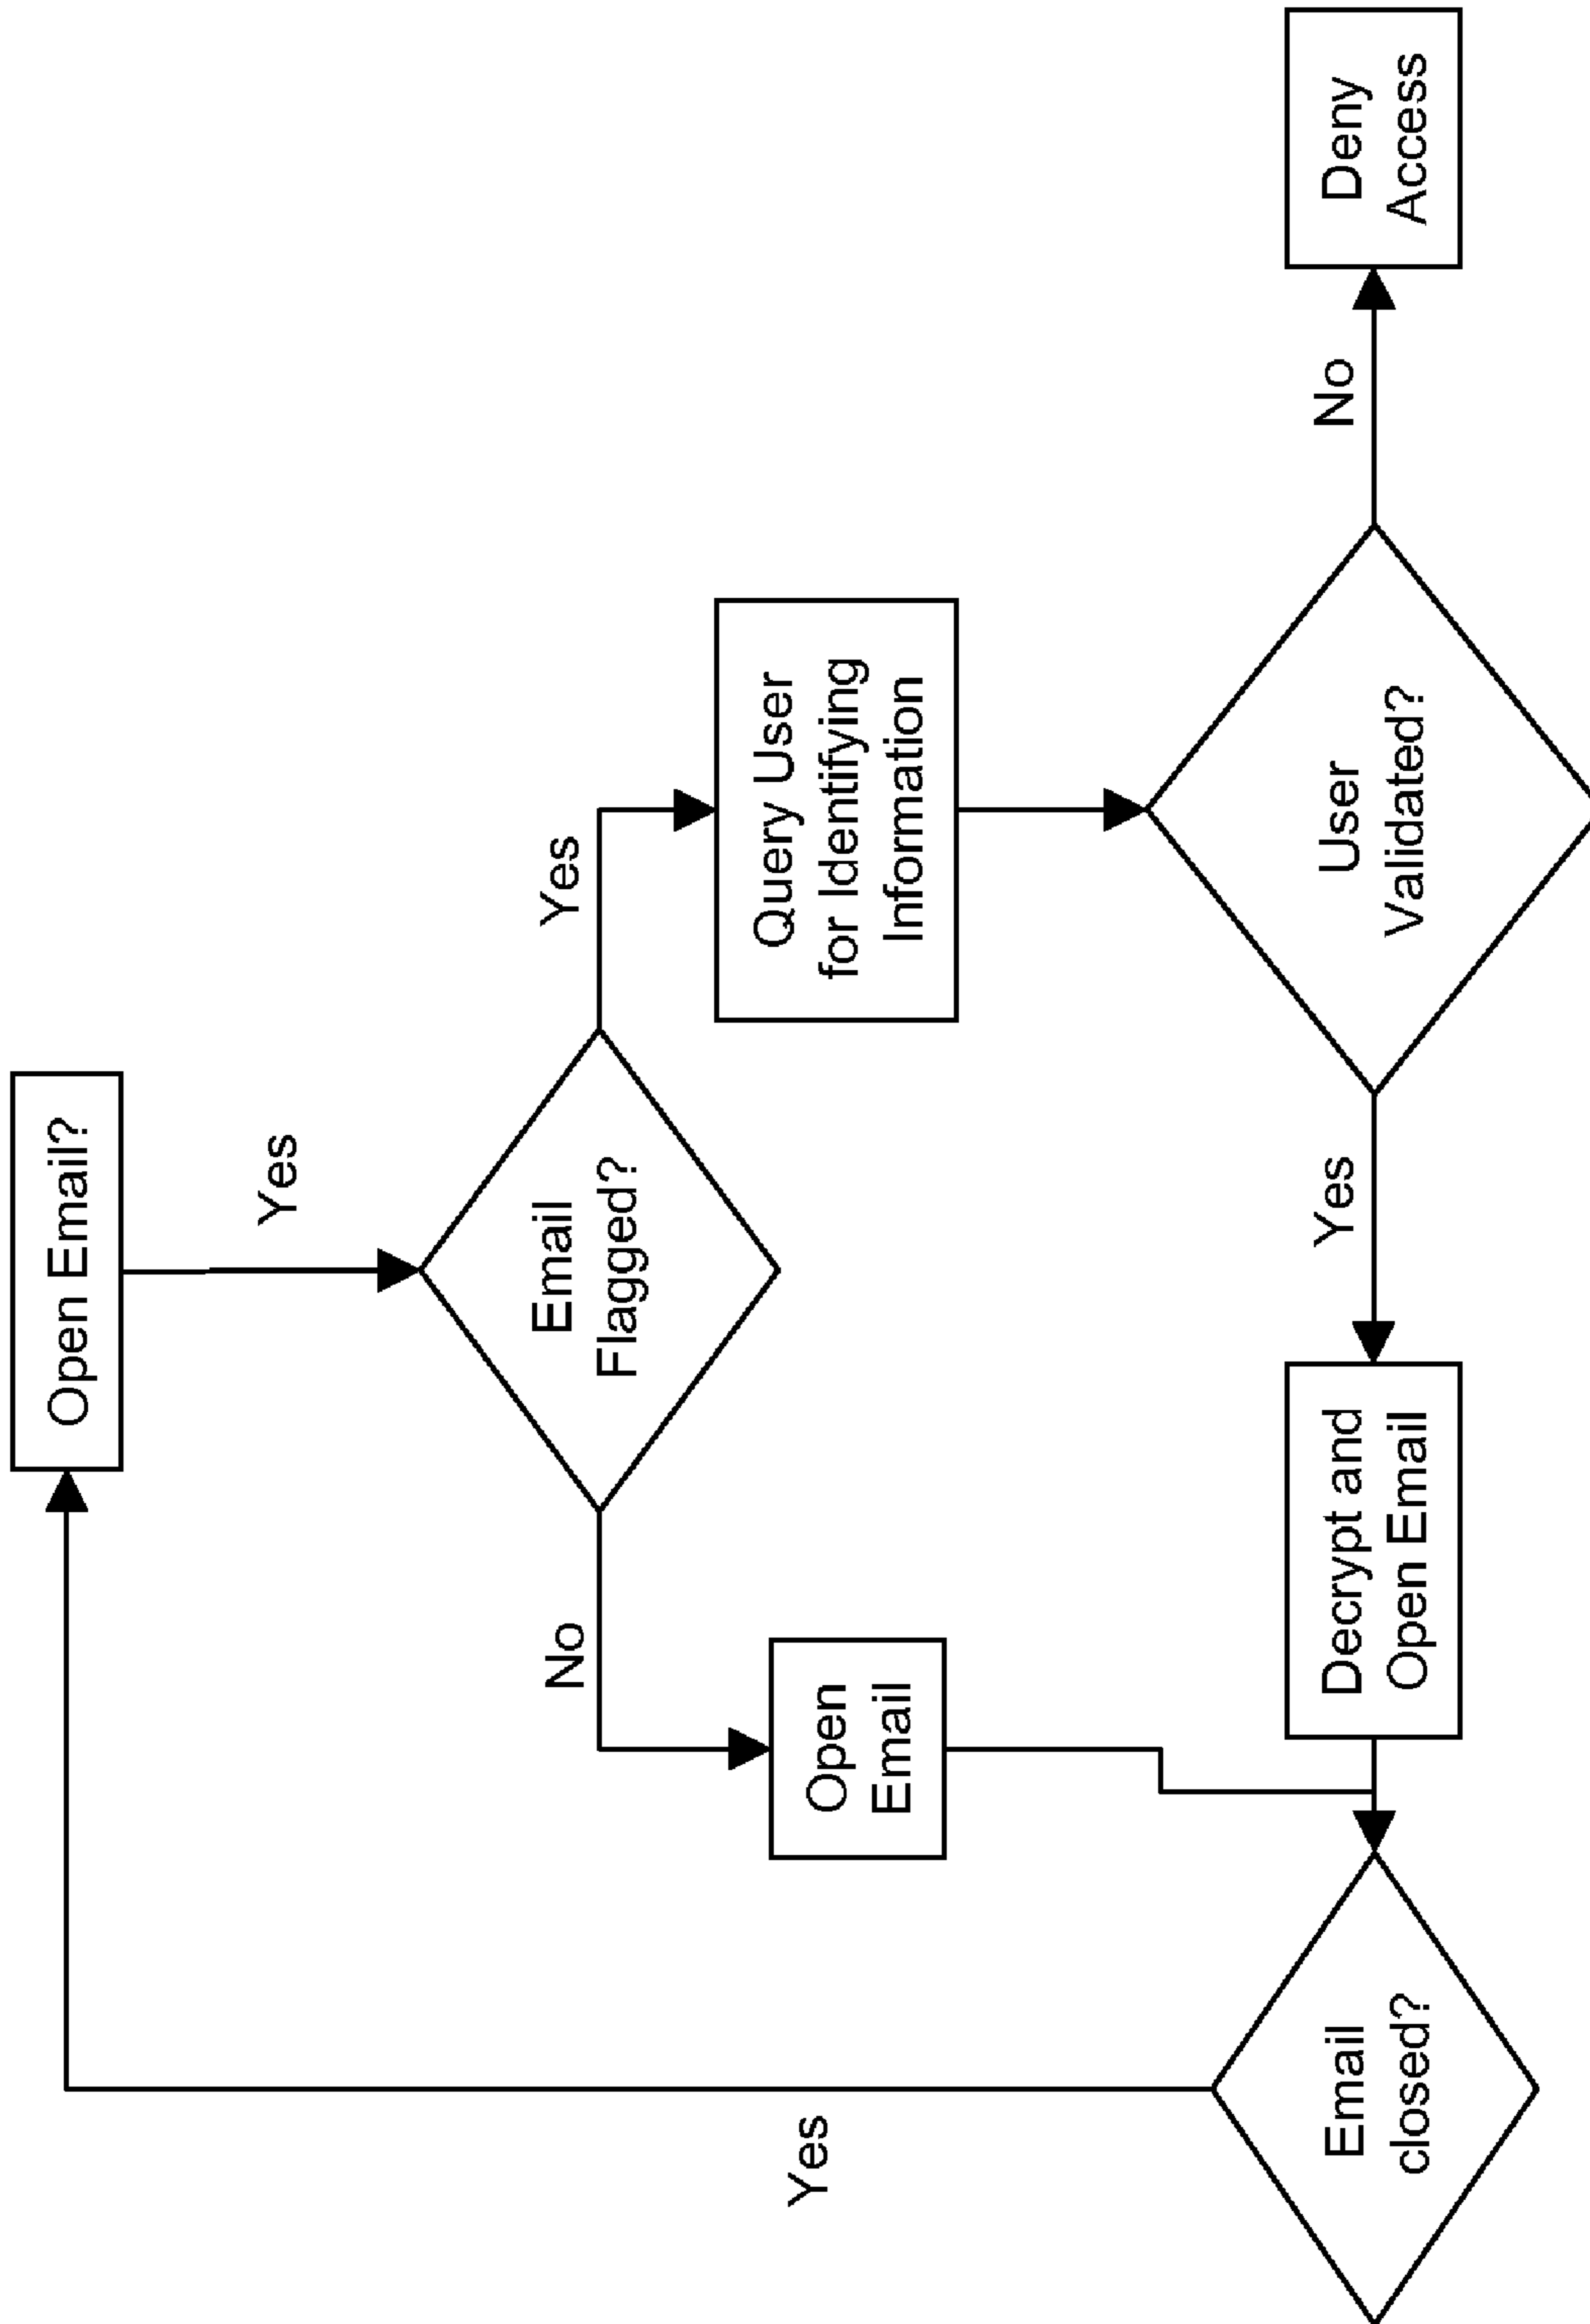 Open Email?
Yes
Email
Flagged?
No
Yes
Open
Email
Query User
for Identifying
Information
Yes
Email
closed?
Decrypt and
Open Email
Yes
User
Validated?
No
Deny
Access